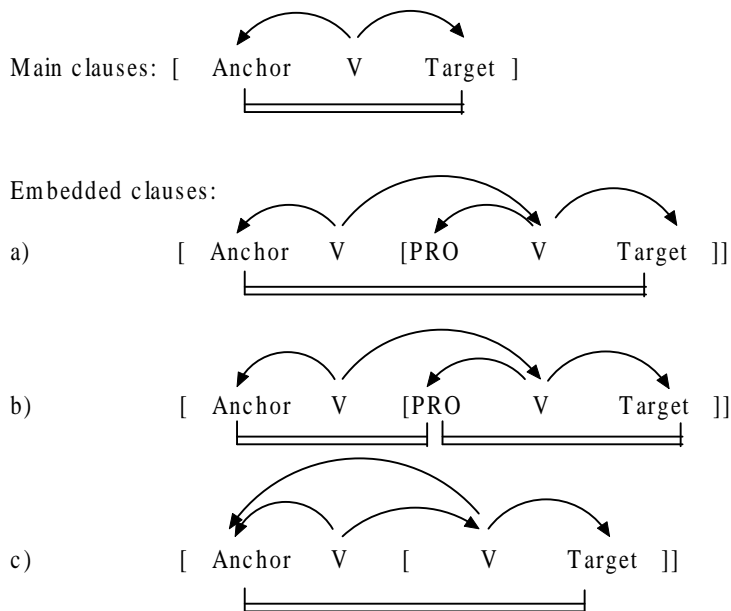 Main clauses: [ Anchor V Target ]
Embedded clauses:
a) [ Anchor V [PRO V Target ]]
b) [ Anchor V [PRO V Target ]]
c) [ Anchor V [ V Target ]]